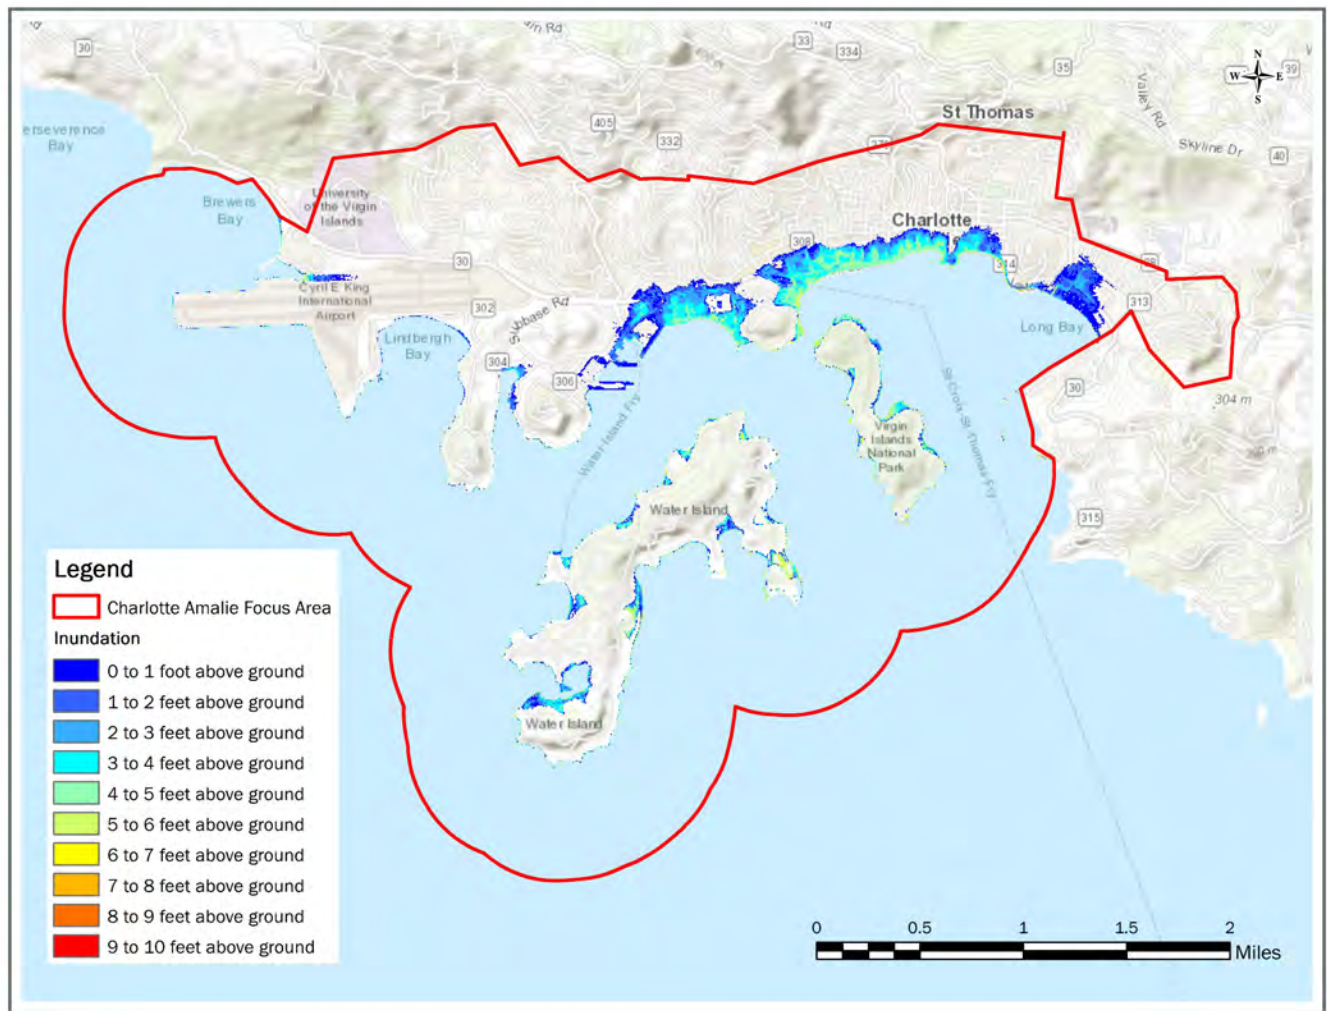 30
33
334
35
39
N
W E
S
Valley Rd
Skyline Dr
40
405
332
St Thomas
Bay
University
of the Virgin
Islands
Brewers
Bay
Charlotte
308
314
30
313
Cyril E King
International
Airport
302
Long Bay
Lindbergh
Bay
304
306
30
304 m
Water Island Fry
St Croix-St Thomas Fry
Virgin
Islands
National
Park
Water Island
315
Water Island
Legend
Charlotte Amalie Focus Area
Inundation
0 to 1 foot above ground
1 to 2 feet above ground
2 to 3 feet above ground
3 to 4 feet above ground
4 to 5 feet above ground
5 to 6 feet above ground
6 to 7 feet above ground
7 to 8 feet above ground
8 to 9 feet above ground
9 to 10 feet above ground
0 0.5 1 1.5 2
Miles